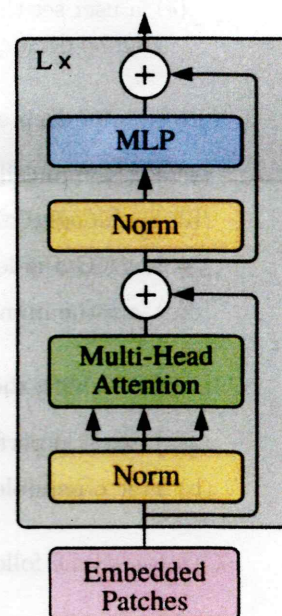 L ×
+
MLP
Norm
+
Multi-Head
Attention
Norm
Embedded
Patches